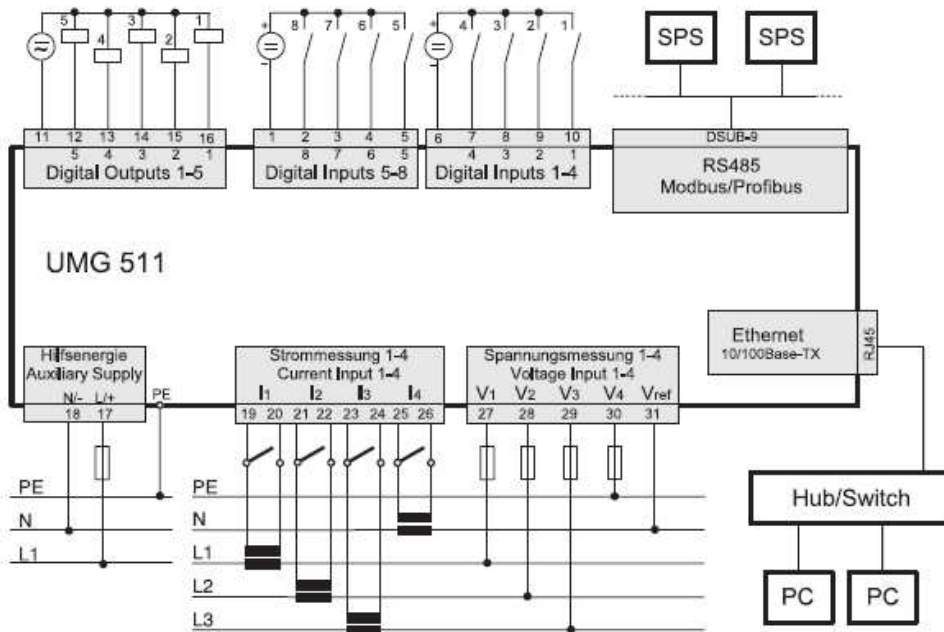 5 3 1
4 2
8 7 6 5
4 3 2 1
+ -
+ -
SPS SPS
11 12 13 14 15 16
5 4 3 2 1
Digital Outputs 1-5
1 2 3 4 5
8 7 6 5
Digital Inputs 5-8
6 7 8 9 10
4 3 2 1
Digital Inputs 1-4
DSUB-9
RS485
Modbus/Profibus
UMG 511
Ethernet
10/100Base-TX
RJ45
Hilfsenergie
Auxiliary Supply
N/- L/+ PE
18 17
Strommessung 1-4
Current Input 1-4
I1 I2 I3 I4
19 20 21 22 23 24 25 26
Spannungsmessung 1-4
Voltage Input 1-4
V1 V2 V3 V4 Vref
27 28 29 30 31
PE
N
L1
PE
N
L1
L2
L3
Hub/Switch
PC PC